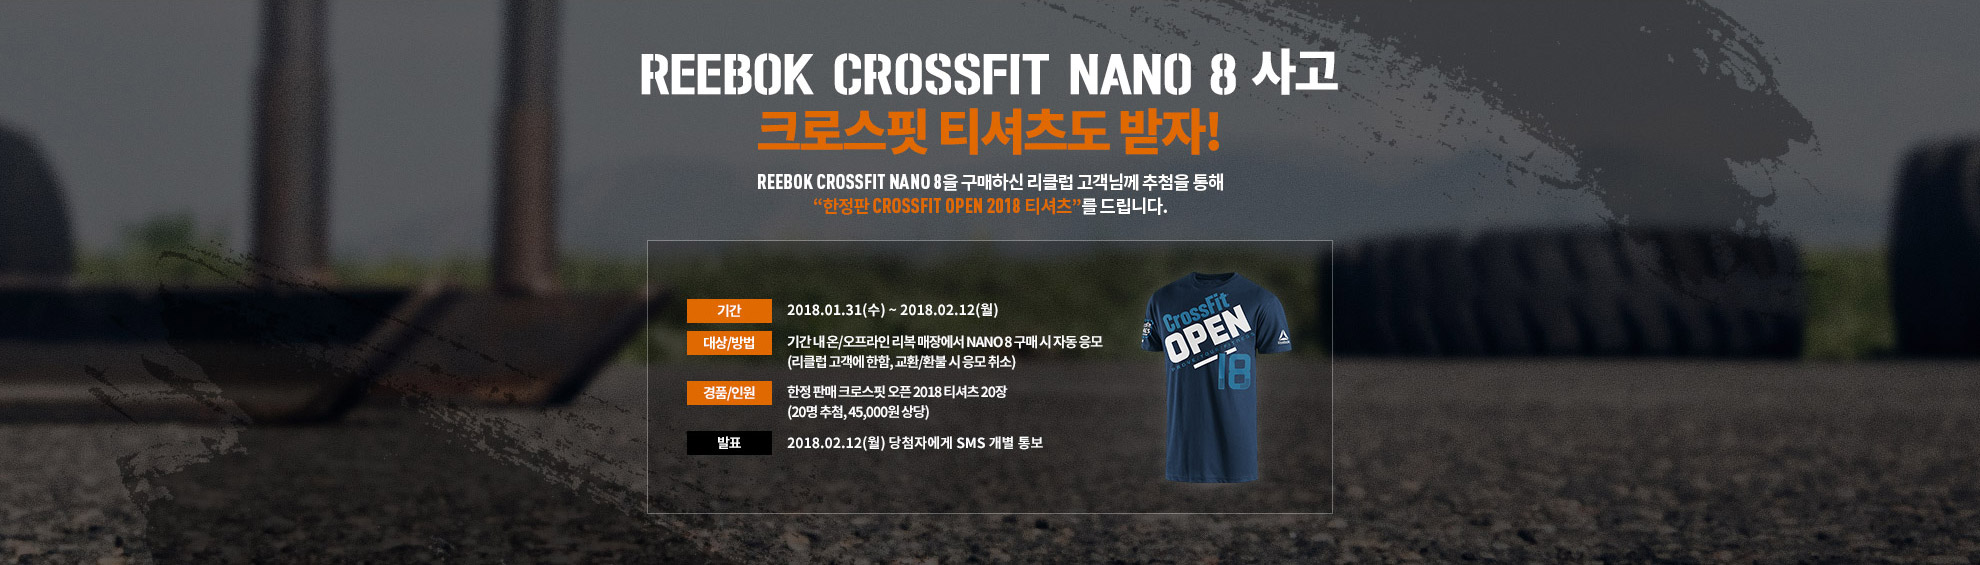 REEBOK CROSSFIT NANO 8 사고
크로스핏 티셔츠도 받자!
REEBOK CROSSFIT NANO 8을 구매하신 리클럽 고객님께 추첨을 통해
“한정판 CROSSFIT OPEN 2018 티셔츠”를 드립니다.
기간 2018.01.31(수) ~ 2018.02.12(월)
대상/방법 기간 내 온/오프라인 리복 매장에서 NANO 8 구매 시 자동 응모
(리클럽 고객에 한함, 교환/환불 시 응모 취소)
경품/인원 한정 판매 크로스핏 오픈 2018 티셔츠 20장
(20명 추첨, 45,000원 상당)
발표 2018.02.12(월) 당첨자에게 SMS 개별 통보
CrossFit
OPEN
18